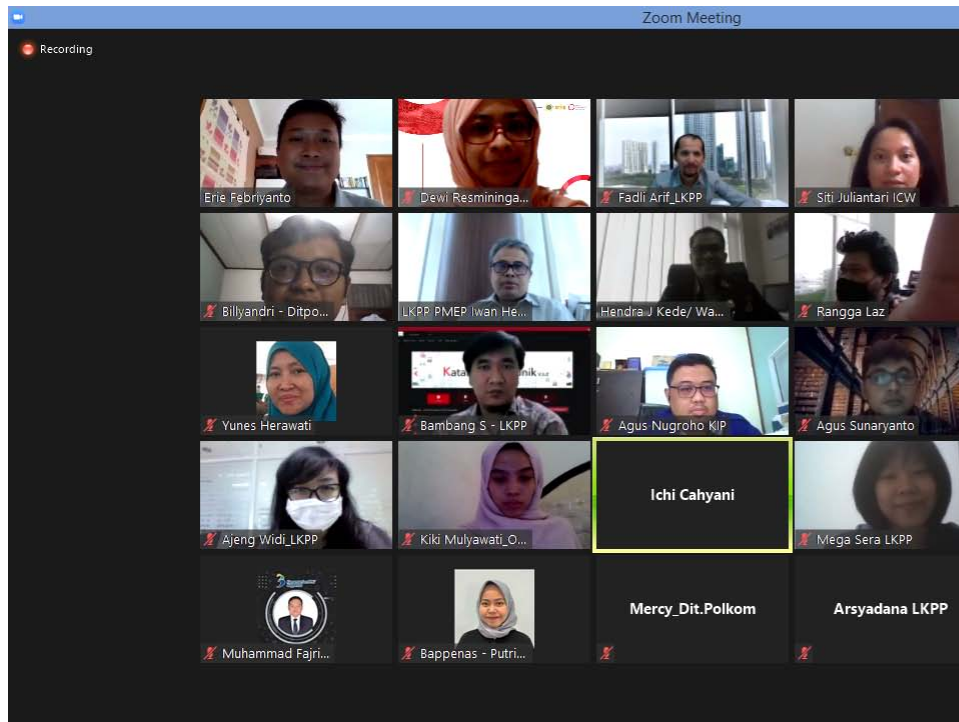 Zoom Meeting
Recording
Erie Febriyanto
Dewi Resmininga...
Fadli Arif_LKPP
Siti Juliantari ICW
Billyandri - Ditpo...
LKPP PMEP Iwan He...
Hendra J Kede/ Wa...
Rangga Laz
Yunes Herawati
Kata
nik
Bambang S - LKPP
Agus Nugroho KIP
Agus Sunaryanto
Ajeng Widi_LKPP
Kiki Mulyawati_O...
Ichi Cahyani
Mega Sera LKPP
Muhammad Fajri...
Bappenas - Putri...
Mercy_Dit.Polkom
Arsyadana LKPP